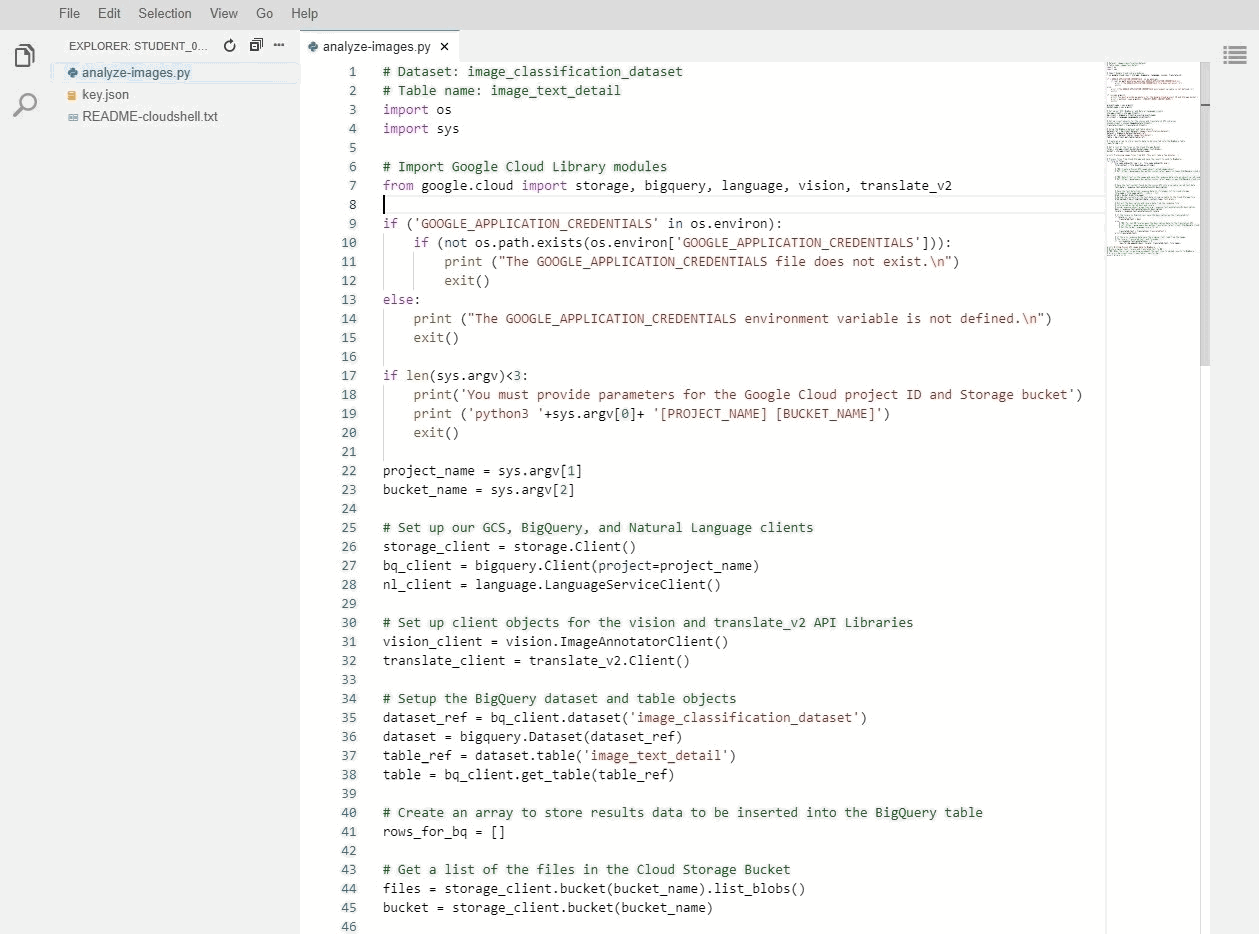 File Edit Selection View Go Help
EXPLORER: STUDENT_0...
analyze-images.py
key.json
README-cloudshell.txt
analyze-images.py ×
1 # Dataset: image_classification_dataset
2 # Table name: image_text_detail
3 import os
4 import sys
5
6 # Import Google Cloud Library modules
7 from google.cloud import storage, bigquery, language, vision, translate_v2
8
9 if ('GOOGLE_APPLICATION_CREDENTIALS' in os.environ):
10     if (not os.path.exists(os.environ['GOOGLE_APPLICATION_CREDENTIALS'])):
11         print ("The GOOGLE_APPLICATION_CREDENTIALS file does not exist.\n")
12         exit()
13 else:
14     print ("The GOOGLE_APPLICATION_CREDENTIALS environment variable is not defined.\n")
15     exit()
16
17 if len(sys.argv)<3:
18     print('You must provide parameters for the Google Cloud project ID and Storage bucket')
19     print ('python3 '+sys.argv[0]+ '[PROJECT_NAME] [BUCKET_NAME]')
20     exit()
21
22 project_name = sys.argv[1]
23 bucket_name = sys.argv[2]
24
25 # Set up our GCS, BigQuery, and Natural Language clients
26 storage_client = storage.Client()
27 bq_client = bigquery.Client(project=project_name)
28 nl_client = language.LanguageServiceClient()
29
30 # Set up client objects for the vision and translate_v2 API Libraries
31 vision_client = vision.ImageAnnotatorClient()
32 translate_client = translate_v2.Client()
33
34 # Setup the BigQuery dataset and table objects
35 dataset_ref = bq_client.dataset('image_classification_dataset')
36 dataset = bigquery.Dataset(dataset_ref)
37 table_ref = dataset.table('image_text_detail')
38 table = bq_client.get_table(table_ref)
39
40 # Create an array to store results data to be inserted into the BigQuery table
41 rows_for_bq = []
42
43 # Get a list of the files in the Cloud Storage Bucket
44 files = storage_client.bucket(bucket_name).list_blobs()
45 bucket = storage_client.bucket(bucket_name)
46